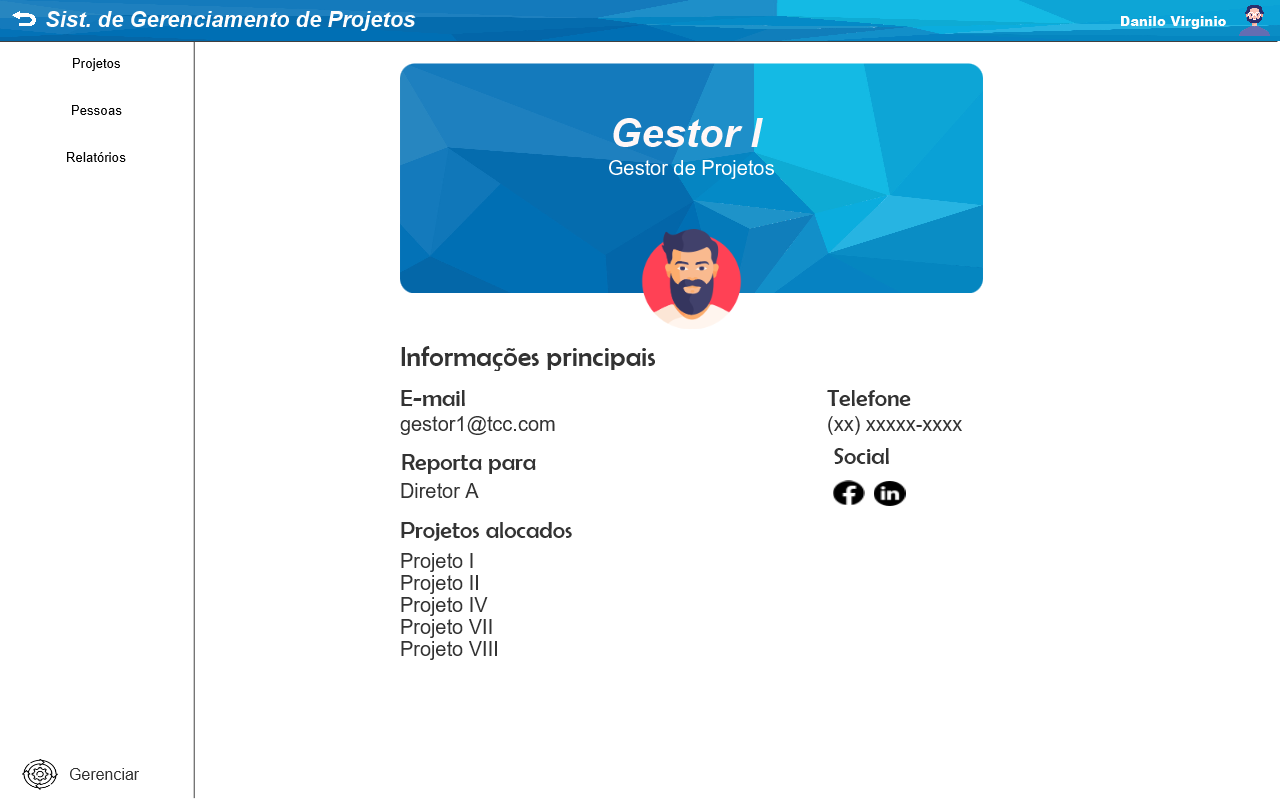 Sist. de Gerenciamento de Projetos
Danilo Virginio
Projetos
Pessoas
Relatórios
Gerenciar
Gestor I
Gestor de Projetos
Informações principais
E-mail
gestor1@tcc.com
Telefone
(xx) xxxxx-xxxx
Reporta para
Diretor A
Social
Projetos alocados
Projeto I
Projeto II
Projeto IV
Projeto VII
Projeto VIII